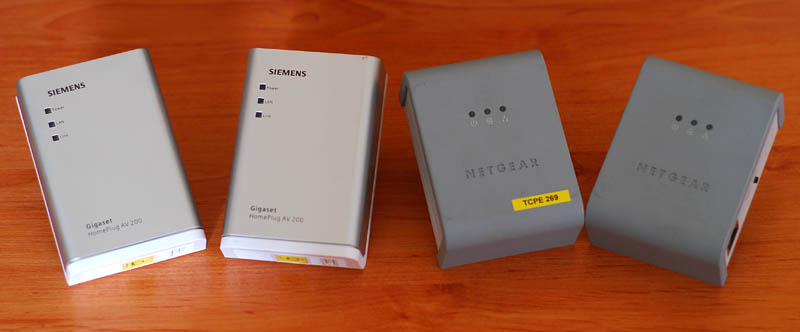 SIEMENS
Power
LAN
Link
Gigaset
HomePlug AV 200
SIEMENS
Power
LAN
Link
Gigaset
HomePlug AV 200
NETGEAR
TCPE 269
NETGEAR